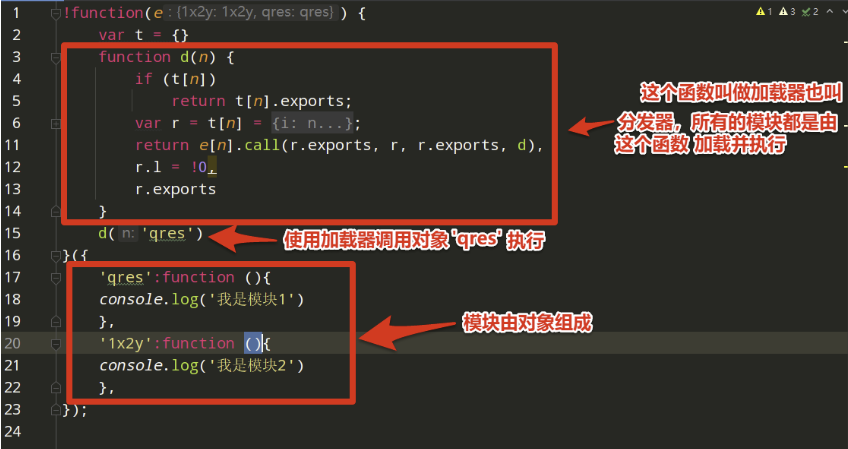 1 !function(e :{1x2y: 1x2y, qres: qres} ) { 1 3 2
2 var t = {}
3 function d(n) {
4 if (t[n])
5 return t[n].exports;
6 var r = t[n] = {i: n...};
11 return e[n].call(r.exports, r, r.exports, d),
12 r.l = !0,
13 r.exports
14 }
这个函数叫做加载器也叫
分发器，所有的模块都是由
这个函数 加载并执行
15 d( n: 'qres')
使用加载器调用对象 'qres' 执行
16 }({
17 'qres':function (){
18 console.log('我是模块1')
19 },
20 '1x2y':function (){
21 console.log('我是模块2')
22 },
模块由对象组成
23 });
24